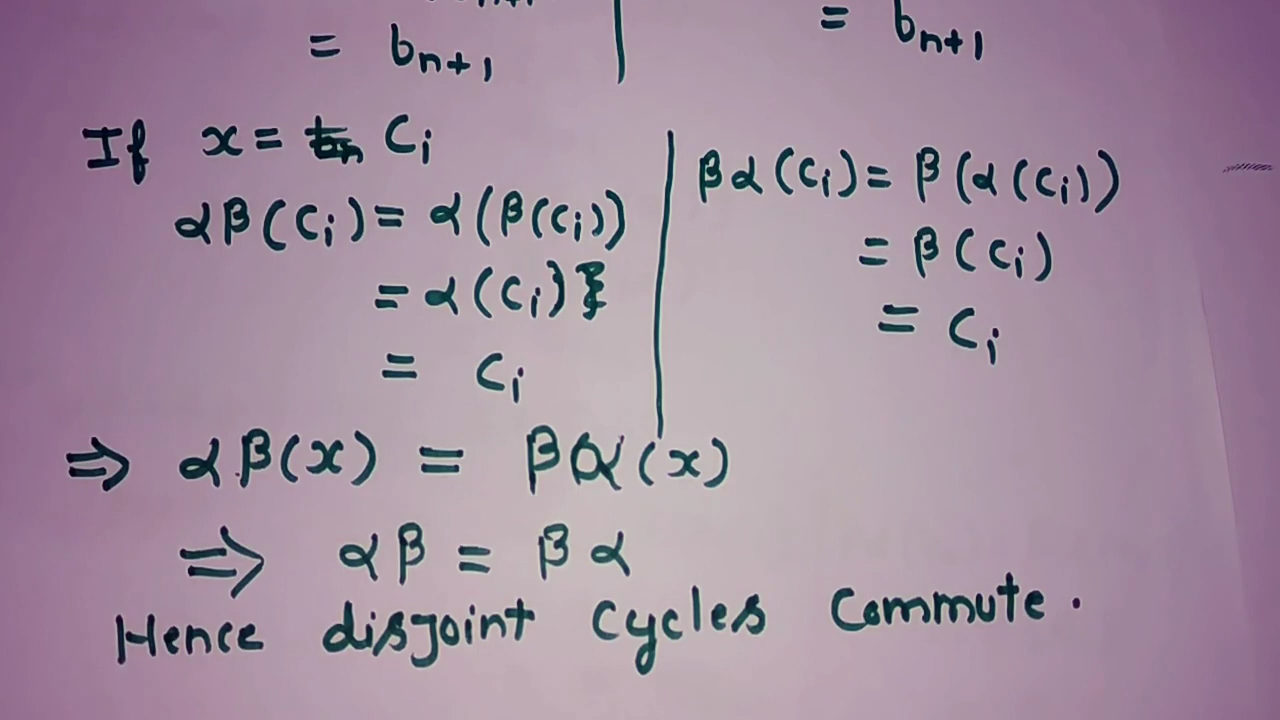 = b_{n+1}
= b_{n+1}
If x = C_i
αβ(C_i) = α(β(C_i))
= α(C_i)
= C_i
βα(C_i) = β(α(C_i))
= β(C_i)
= C_i
⇒ αβ(x) = βα(x)
⇒ αβ = βα
Hence disjoint cycles Commute.